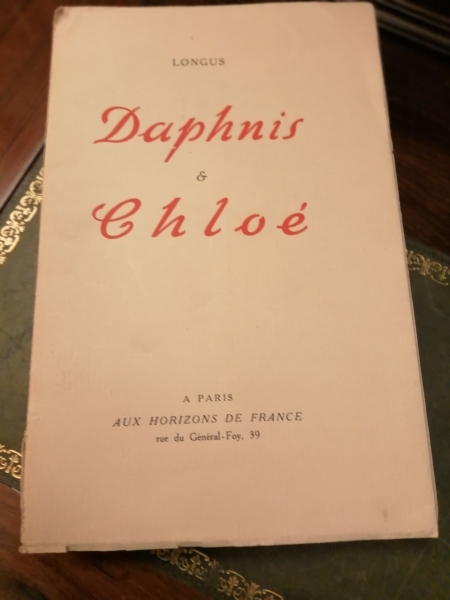 LONGUS
Daphnis
&
Chloé
A PARIS
AUX HORIZONS DE FRANCE
rue du Général-Foy, 39